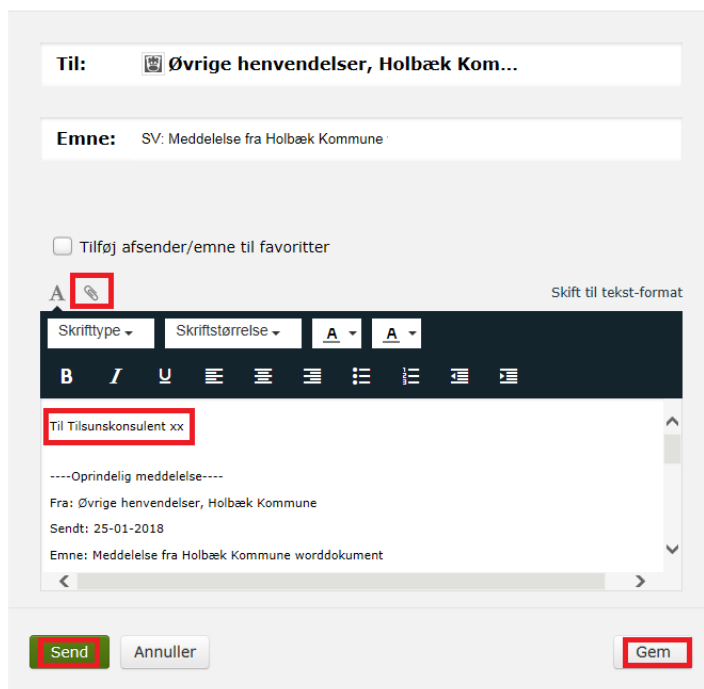 Til: Øvrige henvendelser, Holbæk Kom...
Emne: SV: Meddelelse fra Holbæk Kommune
Tilføj afsender/emne til favoritter
A Skift til tekst-format
Skrifttype Skriftstørrelse A A
B I U
Til Tilsunskonsulent xx
----Oprindelig meddelelse----
Fra: Øvrige henvendelser, Holbæk Kommune
Sendt: 25-01-2018
Emne: Meddelelse fra Holbæk Kommune worddokument
Send Annuller Gem